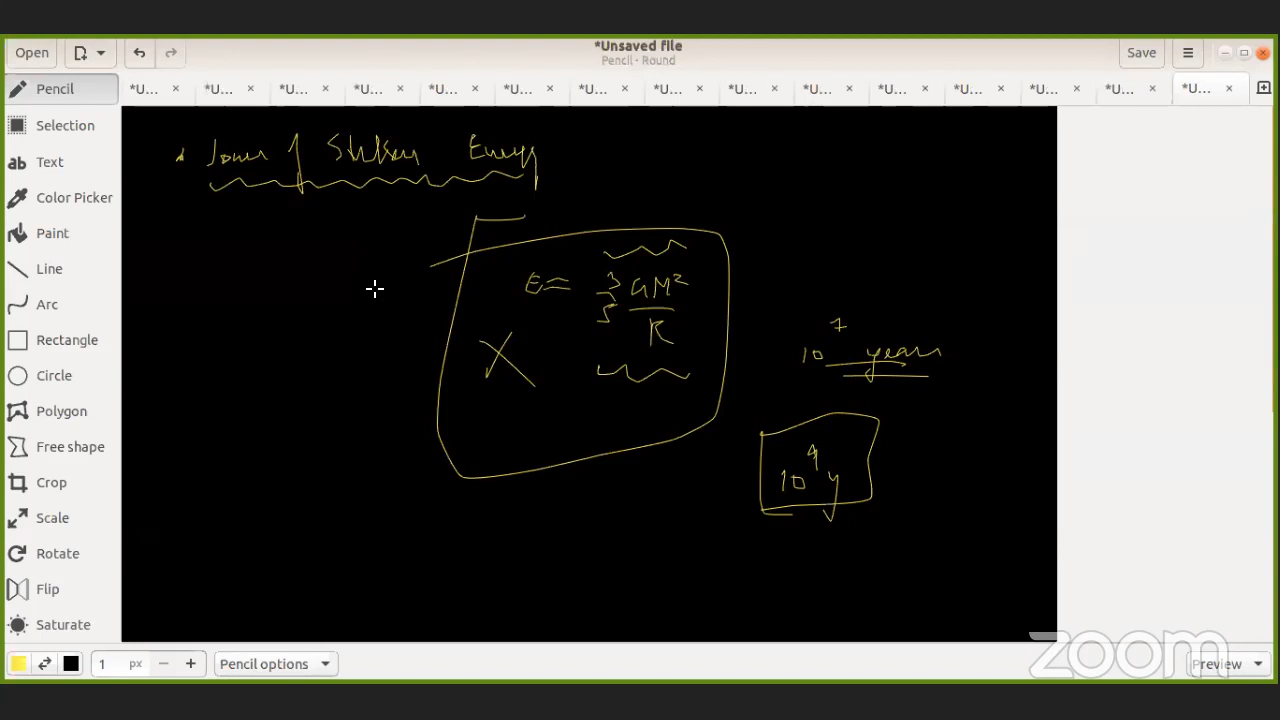 *Unsaved file
Pencil · Round
Open
Save
*U... × *U... × *U... × *U... × *U... × *U... × *U... × *U... × *U... × *U... × *U... × *U... × *U... × *U... × *U... ×
Pencil
Selection
Text
Color Picker
Paint
Line
Arc
Rectangle
Circle
Polygon
Free shape
Crop
Scale
Rotate
Flip
Saturate
of Stellar Energy
E = 3/5 GM²/R
10⁷ years
10⁹ y
1 px − +
Pencil options
zoom
Preview